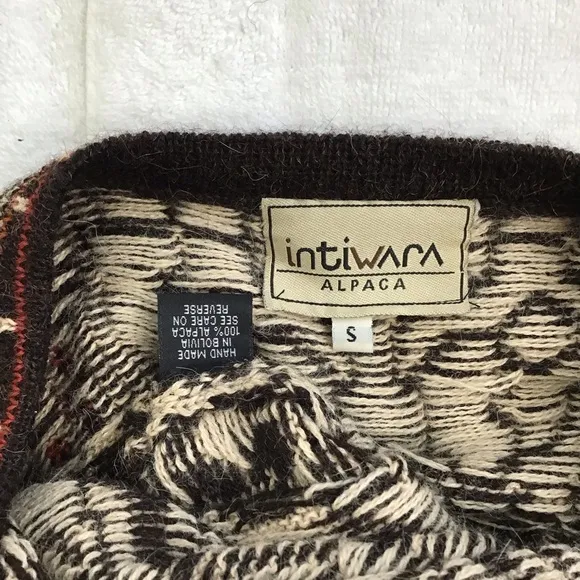 intiwara
ALPACA
S
HAND MADE
IN BOLIVIA
100% ALPACA
SEE CARE ON
REVERSE